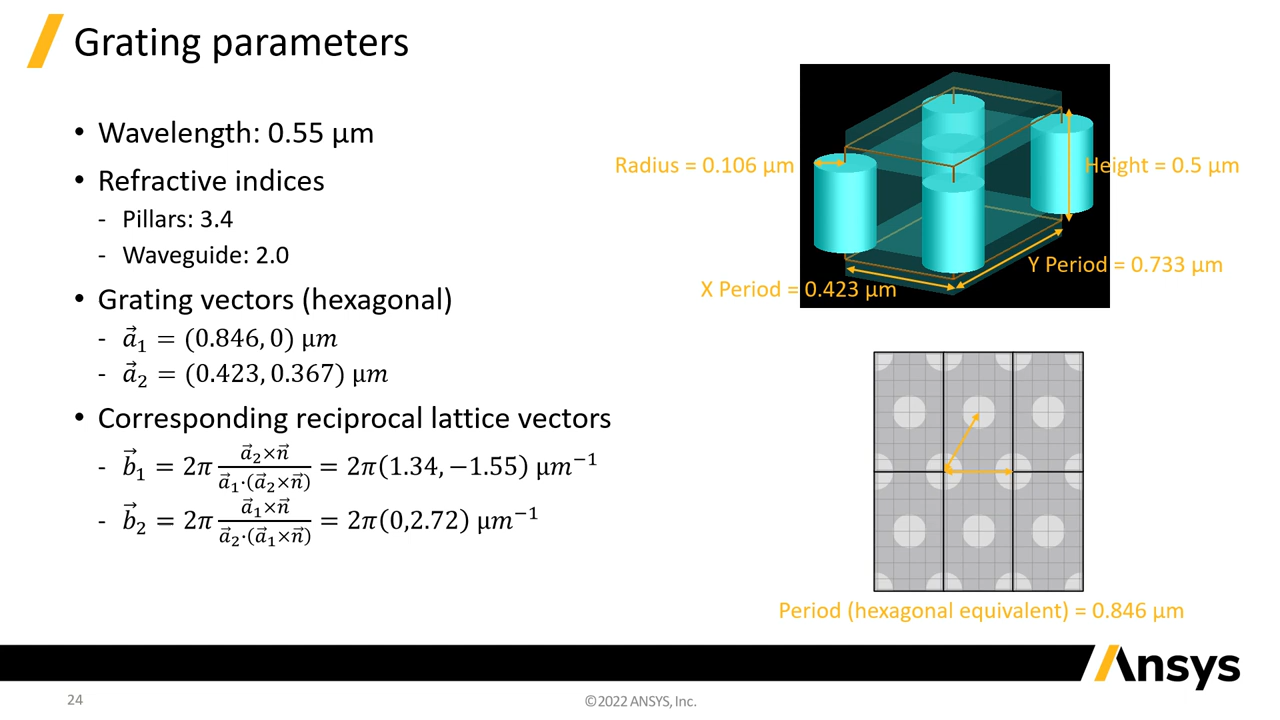 Grating parameters
• Wavelength: 0.55 µm
• Refractive indices
- Pillars: 3.4
- Waveguide: 2.0
• Grating vectors (hexagonal)
- a⃗₁ = (0.846, 0) µm
- a⃗₂ = (0.423, 0.367) µm
• Corresponding reciprocal lattice vectors
- b⃗₁ = 2π (a⃗₂×n⃗)/(a⃗₁·(a⃗₂×n⃗)) = 2π(1.34, −1.55) µm⁻¹
- b⃗₂ = 2π (a⃗₁×n⃗)/(a⃗₂·(a⃗₁×n⃗)) = 2π(0,2.72) µm⁻¹
Radius = 0.106 µm
Height = 0.5 µm
Y Period = 0.733 µm
X Period = 0.423 µm
Period (hexagonal equivalent) = 0.846 µm
Ansys
24
©2022 ANSYS, Inc.